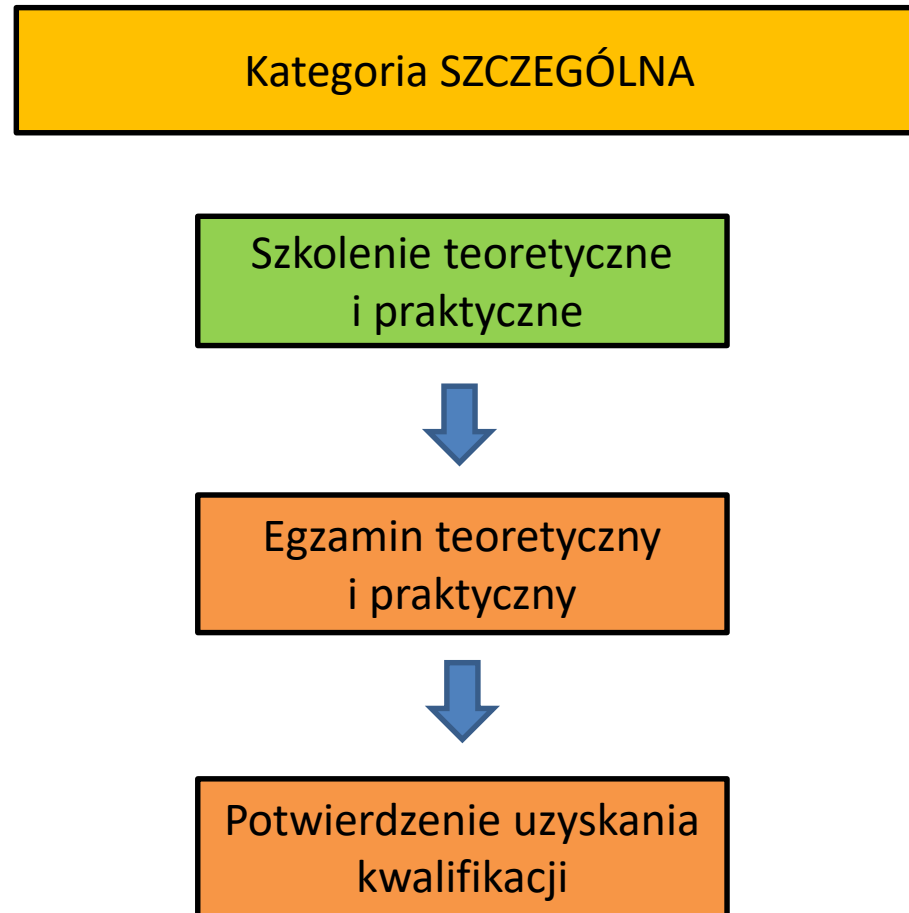 Kategoria SZCZEGÓLNA
Szkolenie teoretyczne
i praktyczne
Egzamin teoretyczny
i praktyczny
Potwierdzenie uzyskania
kwalifikacji